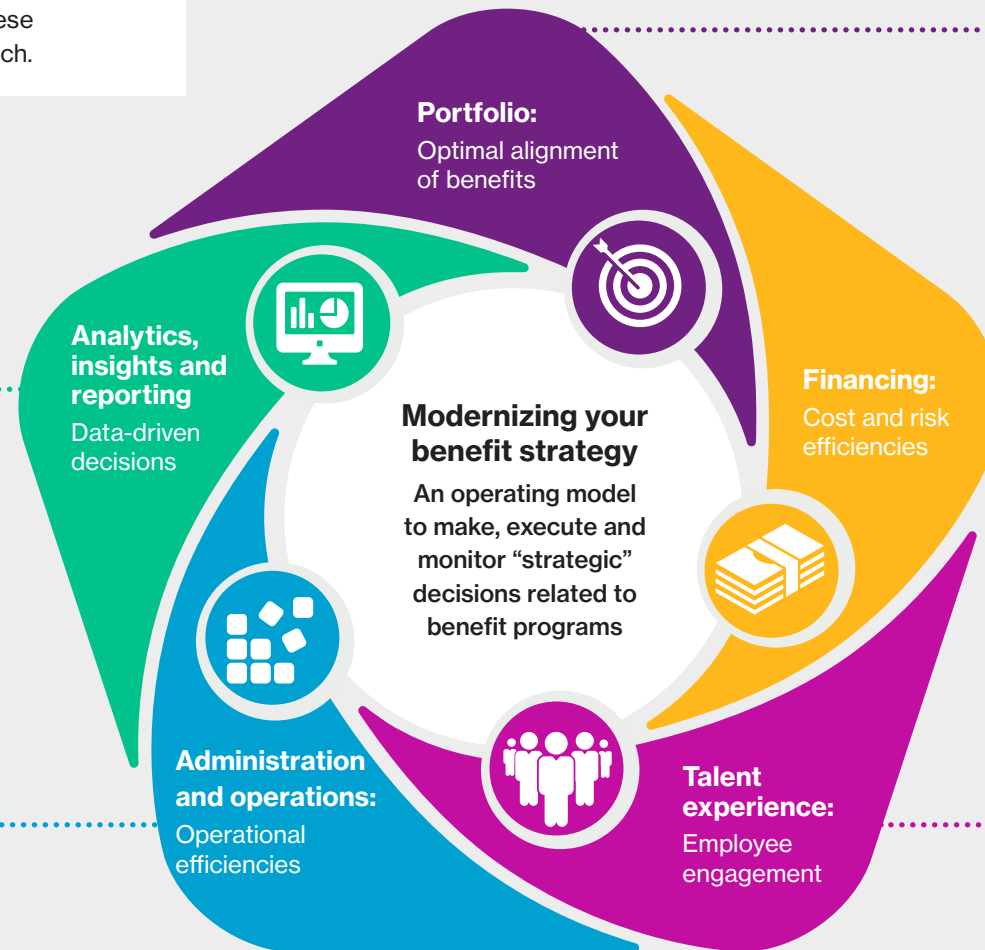 ese
ch.
Portfolio:
Optimal alignment
of benefits
Analytics,
insights and
reporting
Data-driven
decisions
Financing:
Cost and risk
efficiencies
Modernizing your
benefit strategy
An operating model
to make, execute and
monitor “strategic”
decisions related to
benefit programs
Administration
and operations:
Operational
efficiencies
Talent
experience:
Employee
engagement